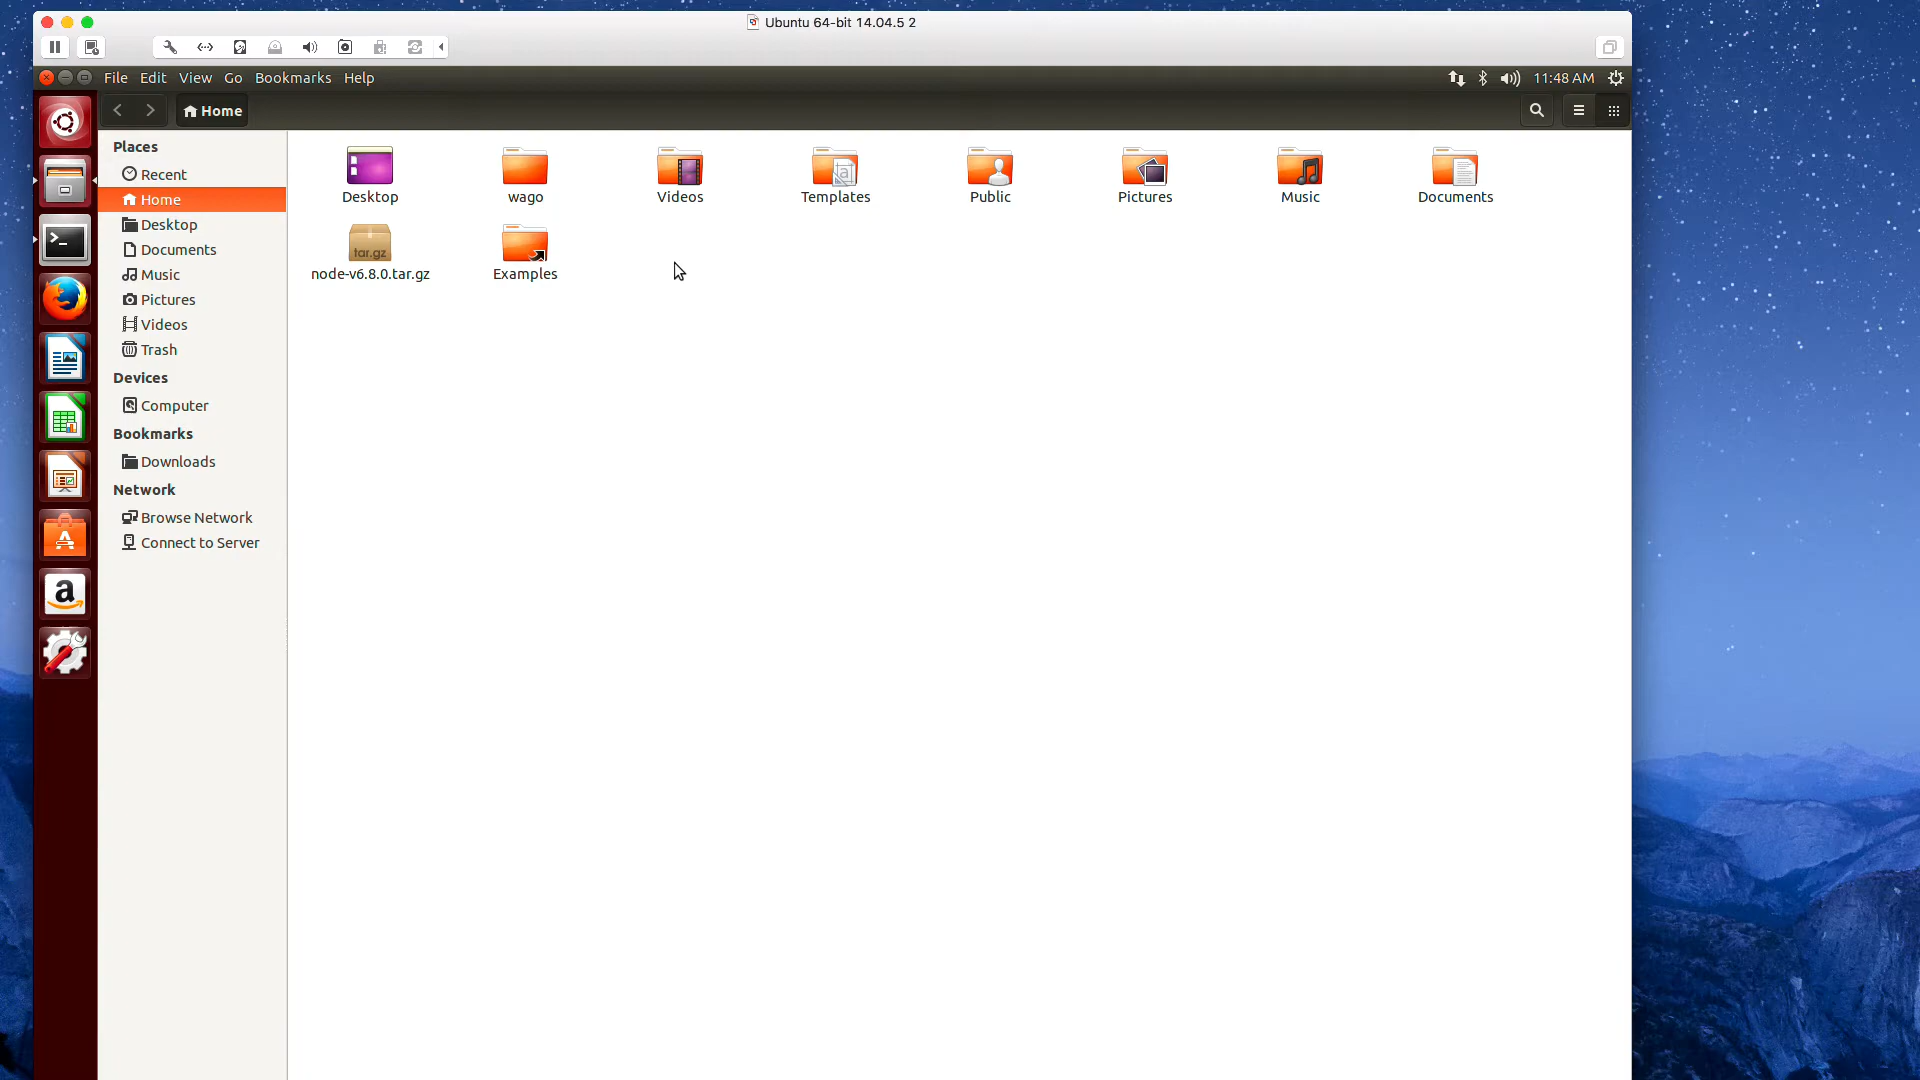 Ubuntu 64-bit 14.04.5 2
File Edit View Go Bookmarks Help
11:48 AM
Home
Places
Recent
Home
Desktop
Documents
Music
Pictures
Videos
Trash
Devices
Computer
Bookmarks
Downloads
Network
Browse Network
Connect to Server
Desktop wago Videos Templates Public Pictures Music Documents
tar.gz
node-v6.8.0.tar.gz Examples